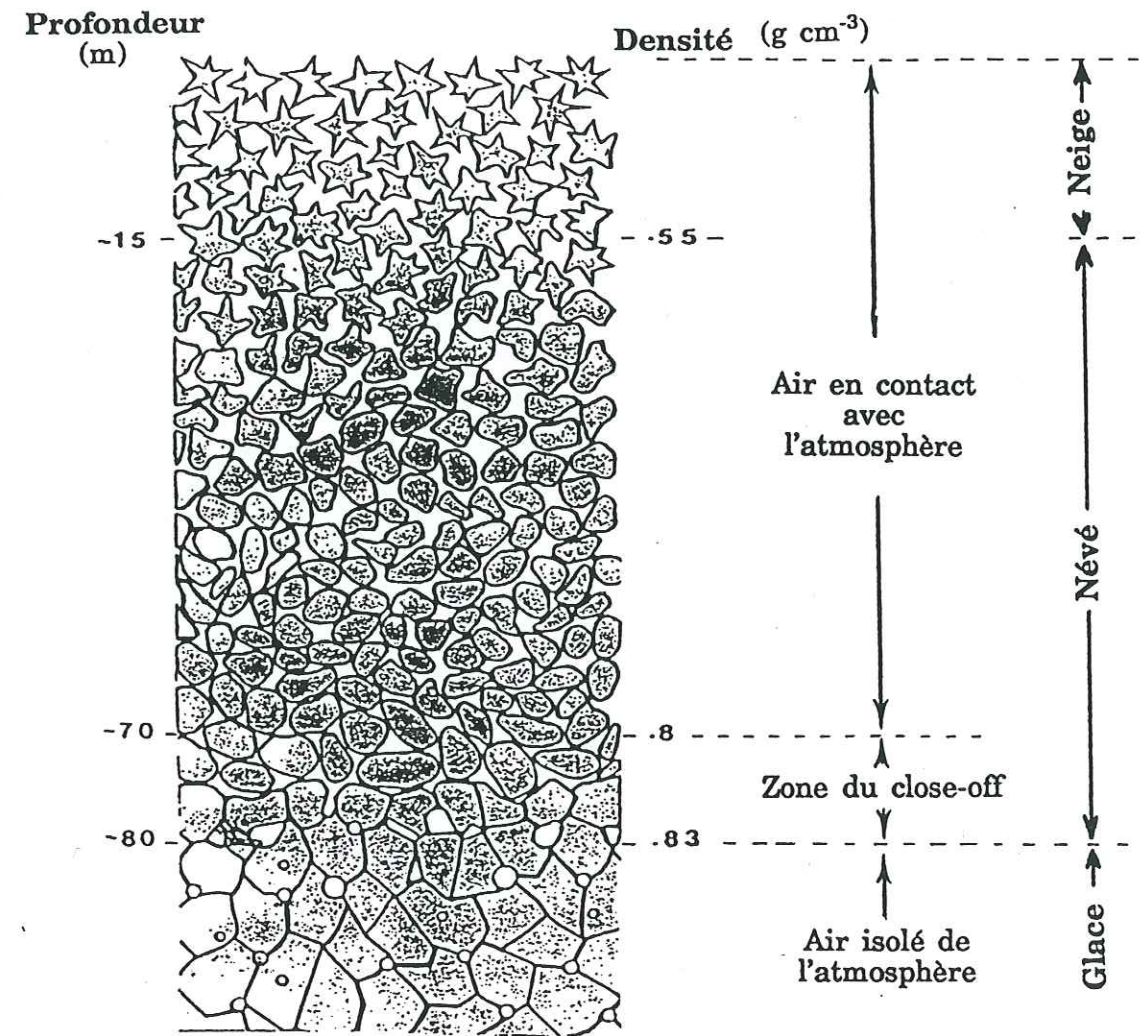 Profondeur
(m)
Densité (g cm-3)
Neige
~15
.55
Air en contact
avec
l'atmosphère
Névé
~70
.8
Zone du close-off
~80
.83
Air isolé de
l'atmosphère
Glace